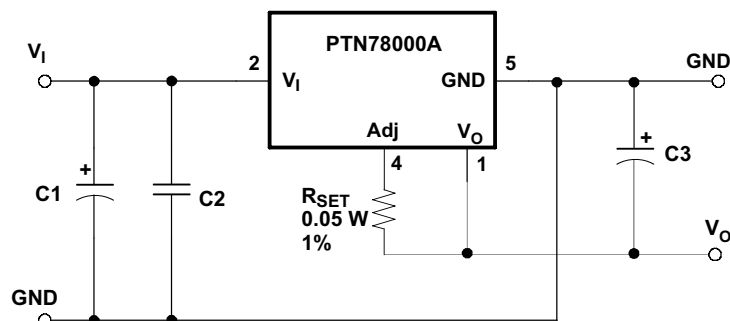 PTN78000A
V_I
2
5
GND
V_I
GND
Adj
V_O
4
1
C1
+
C2
R_SET
0.05 W
1%
+
C3
V_O
GND